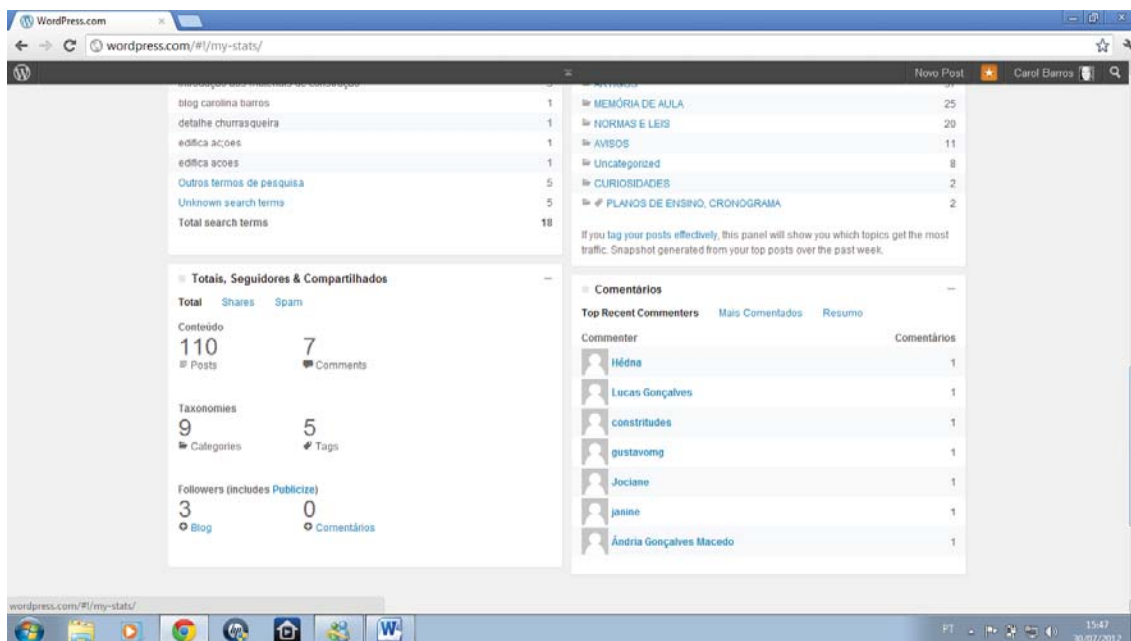 WordPress.com
wordpress.com/#!/my-stats/
Novo Post
Carol Barros
blog carolina barros 1
detalhe churrasqueira 1
edifica ac;oes 1
edifica acoes 1
Outros termos de pesquisa 5
Unknown search terms 5
Total search terms 18
Totais, Seguidores & Compartilhados
Total Shares Spam
Conteúdo
110 7
Posts Comments
Taxonomies
9 5
Categories Tags
Followers (includes Publicize)
3 0
Blog Comentários
ARTIGOS 37
MEMÓRIA DE AULA 25
NORMAS E LEIS 20
AVISOS 11
Uncategorized 8
CURIOSIDADES 2
PLANOS DE ENSINO, CRONOGRAMA 2
If you tag your posts effectively, this panel will show you which topics get the most
traffic. Snapshot generated from your top posts over the past week.
Comentários
Top Recent Commenters Mais Comentados Resumo
Commenter Comentários
Hédna 1
Lucas Gonçalves 1
constritudes 1
gustavomg 1
Jociane 1
janine 1
Ândria Gonçalves Macedo 1
wordpress.com/#!/my-stats/
PT
15:47
30/07/2012